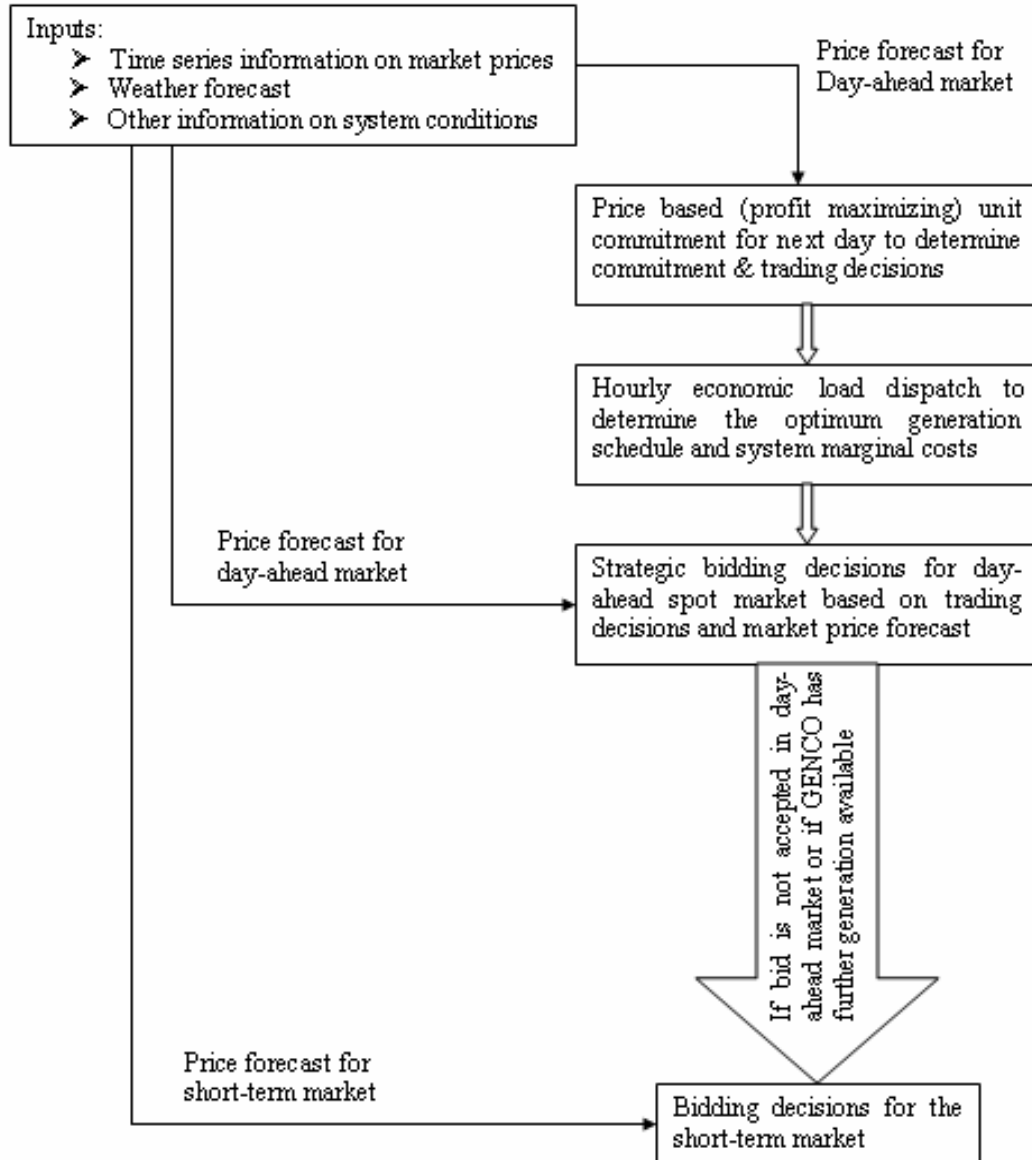 Inputs:
➢ Time series information on market prices
➢ Weather forecast
➢ Other information on system conditions
Price forecast for
Day-ahead market
Price based (profit maximizing) unit
commitment for next day to determine
commitment & trading decisions
Hourly economic load dispatch to
determine the optimum generation
schedule and system marginal costs
Price forecast for
day-ahead market
Strategic bidding decisions for day-
ahead spot market based on trading
decisions and market price forecast
If bid is not accepted in day-
ahead market or if GENCO has
further generation available
Price forecast for
short-term market
Bidding decisions for the
short-term market